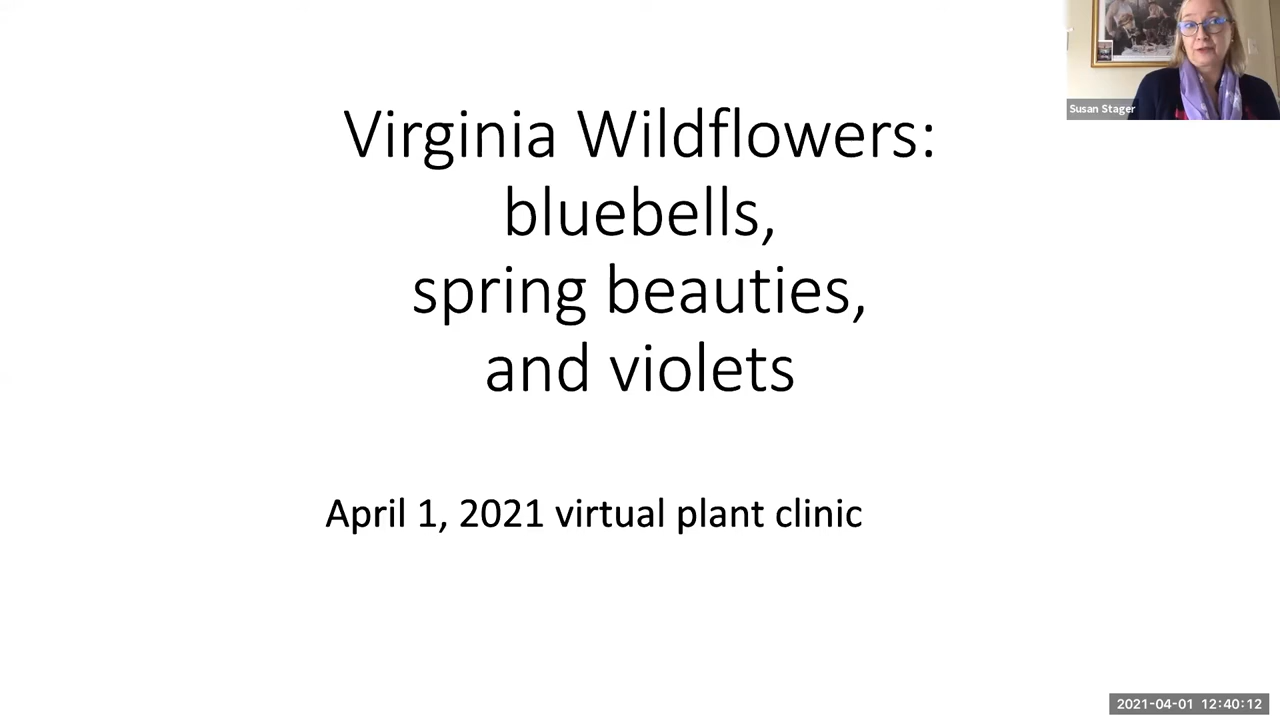 Susan Stager
Virginia Wildflowers:
bluebells,
spring beauties,
and violets
April 1, 2021 virtual plant clinic
2021-04-01 12:40:12